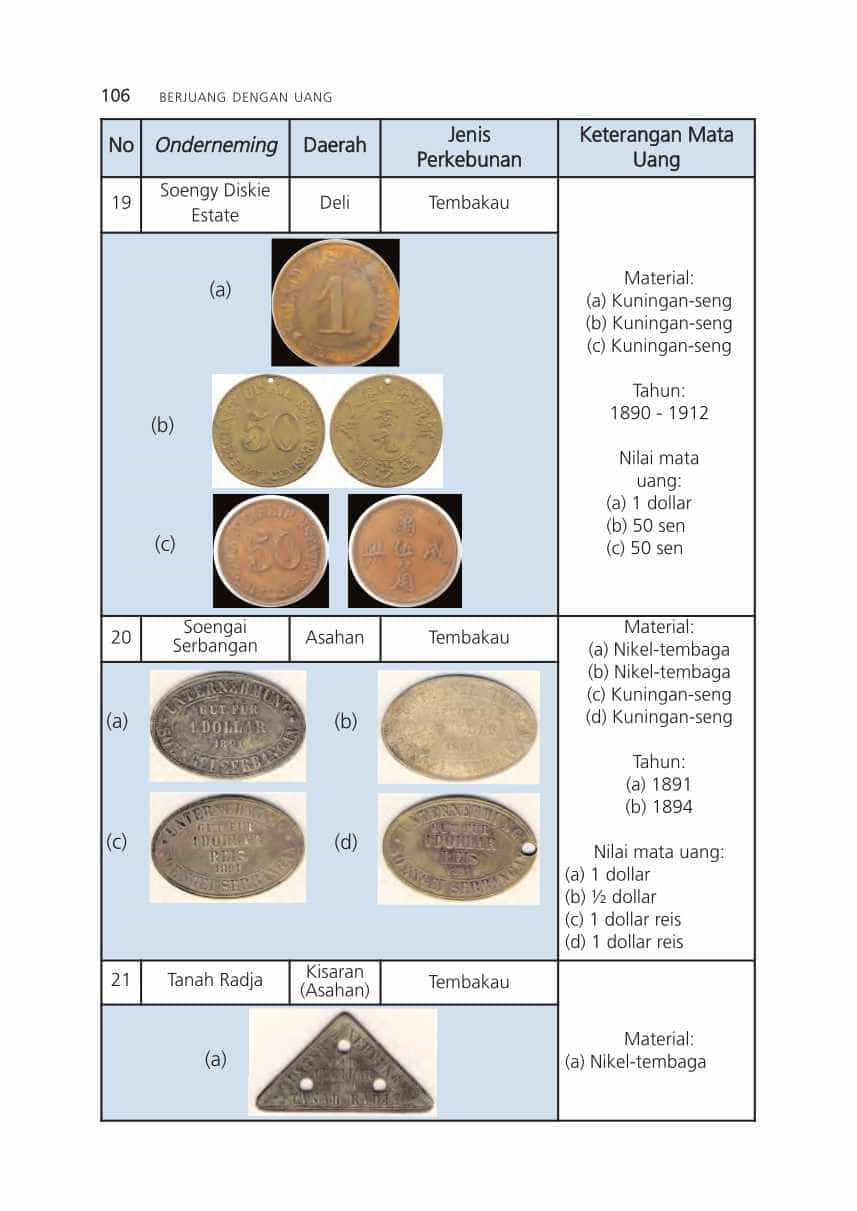 106 BERJUANG DENGAN UANG
No Onderneming Daerah Jenis Perkebunan Keterangan Mata Uang
19 Soengy Diskie Estate Deli Tembakau
(a)
1
(b)
50
(c)
50
Material:
(a) Kuningan-seng
(b) Kuningan-seng
(c) Kuningan-seng
Tahun:
1890 - 1912
Nilai mata
uang:
(a) 1 dollar
(b) 50 sen
(c) 50 sen
20 Soengai Serbangan Asahan Tembakau
(a)
UNTERNEHMUNG
GUT FÜR
1 DOLLAR
1891
SOENGEI SERBANGAN
(b)
(c)
UNTERNEHMUNG
GUT FÜR
1 DOLLAR
REIS
1891
SOENGEI SERBANGAN
(d)
UNTERNEHMUNG
GUT FÜR
1 DOLLAR
REIS
SOENGEI SERBANGAN
Material:
(a) Nikel-tembaga
(b) Nikel-tembaga
(c) Kuningan-seng
(d) Kuningan-seng
Tahun:
(a) 1891
(b) 1894
Nilai mata uang:
(a) 1 dollar
(b) ½ dollar
(c) 1 dollar reis
(d) 1 dollar reis
21 Tanah Radja Kisaran (Asahan) Tembakau
(a)
TANAH RADJA
Material:
(a) Nikel-tembaga